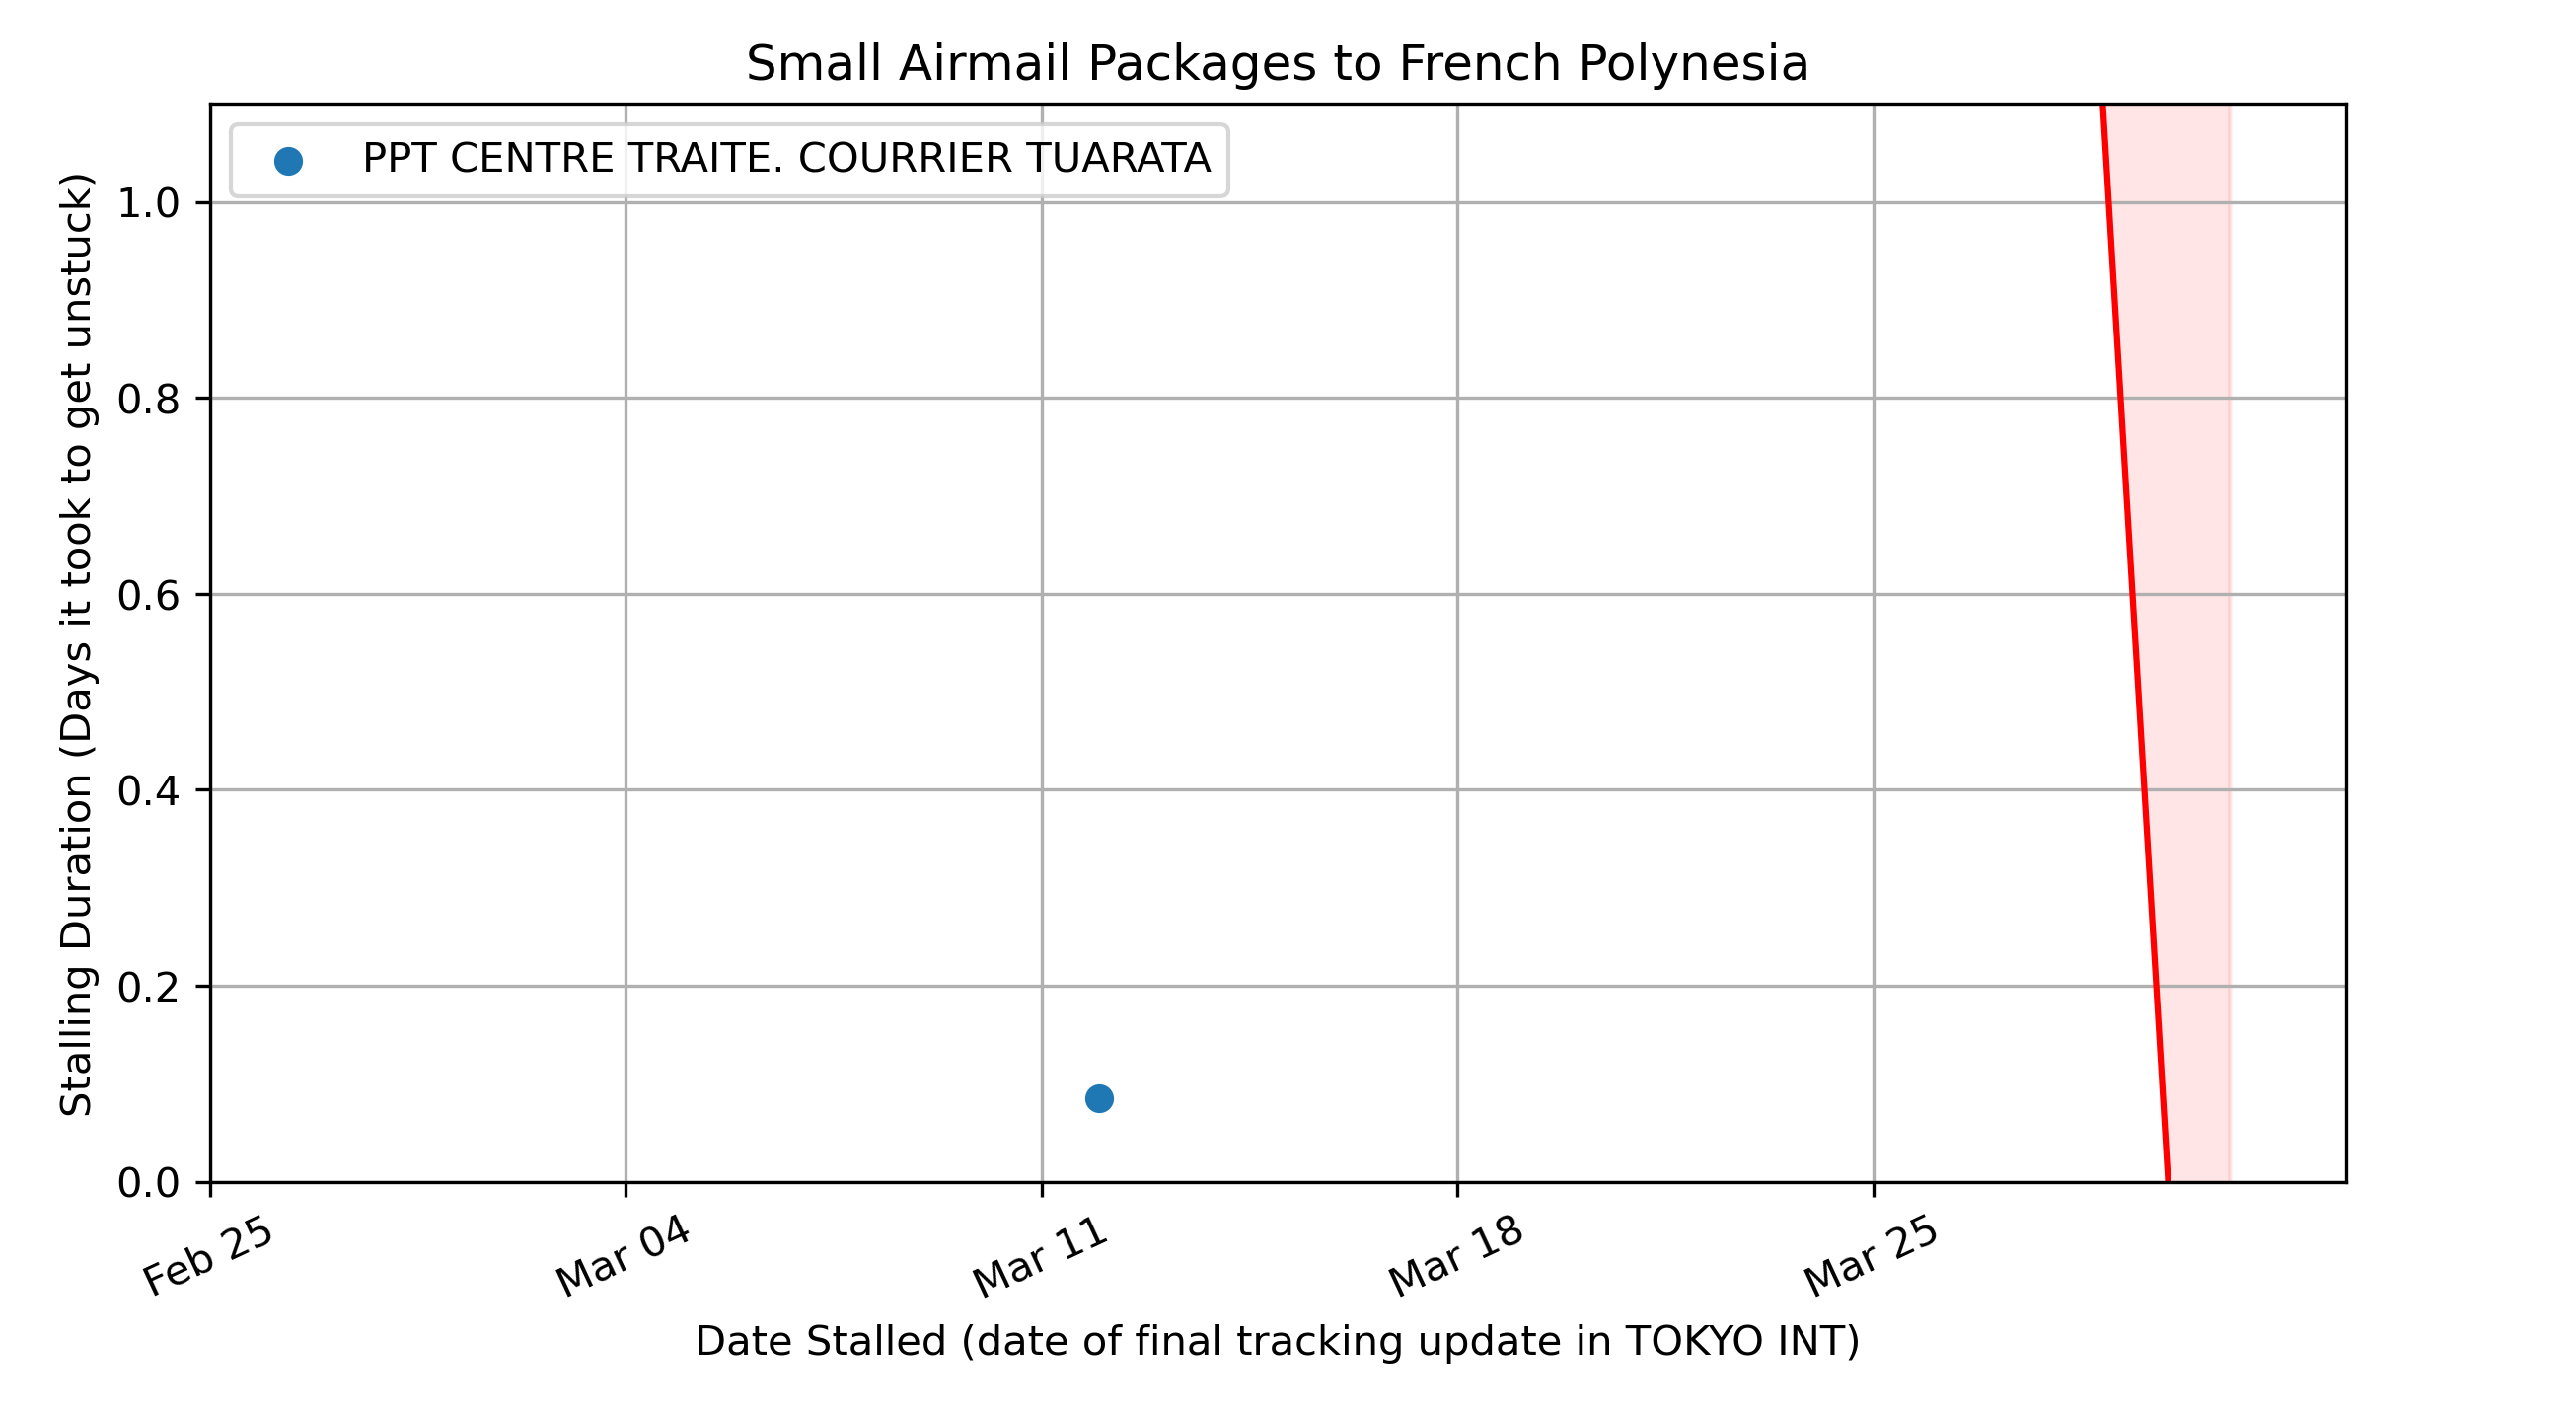 Small Airmail Packages to French Polynesia
PPT CENTRE TRAITE. COURRIER TUARATA
Stalling Duration (Days it took to get unstuck)
1.0
0.8
0.6
0.4
0.2
0.0
Feb 25
Mar 04
Mar 11
Mar 18
Mar 25
Date Stalled (date of final tracking update in TOKYO INT)